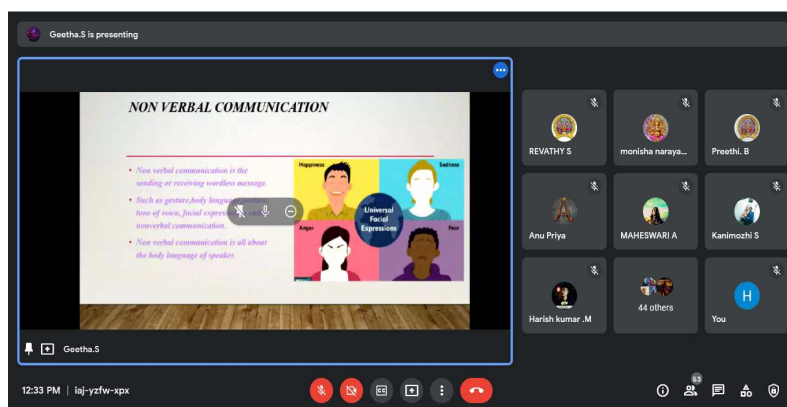 Geetha.S is presenting
NON VERBAL COMMUNICATION
• Non verbal communication is the
sending or receiving wordless message.
• Such as gesture,body language,
tone of voice, facial
nonverbal communication.
• Non verbal communication is all about
the body language of speaker.
Happiness
Sadness
Universal
Facial
Expressions
Anger
Fear
Geetha.S
REVATHY S
monisha naraya...
Preethi. B
Anu Priya
MAHESWARI A
Kanimozhi S
Harish kumar .M
44 others
H
You
12:33 PM | iaj-yzfw-xpx
53